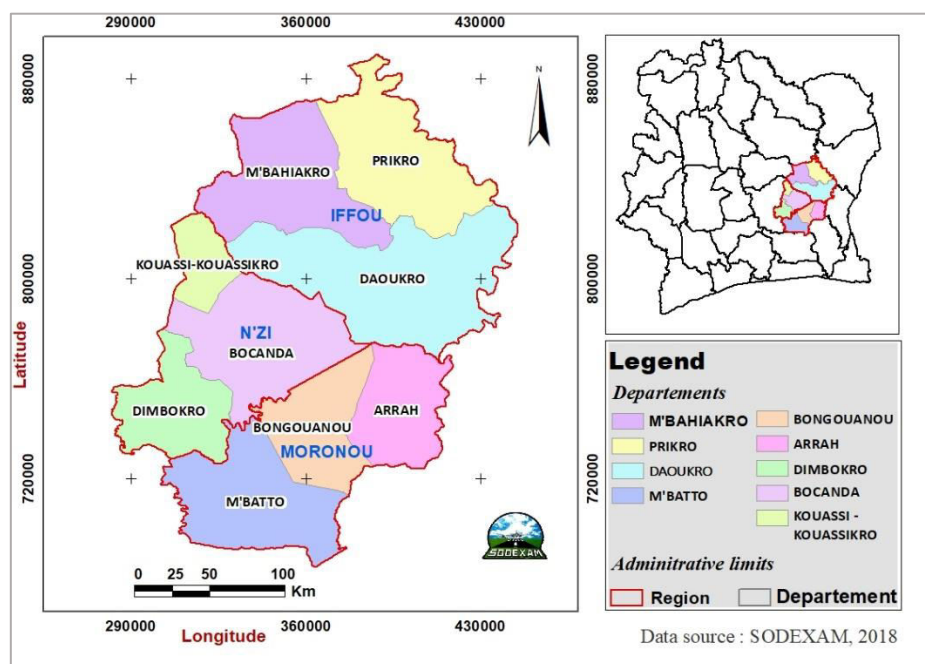 290000 360000 430000
880000
880000
N
PRIKRO
M'BAHIAKRO
IFFOU
KOUASSI-KOUASSIKRO
DAOUKRO
800000
800000
N'ZI
BOCANDA
Latitude
DIMBOKRO
ARRAH
BONGOUANOU
MORONOU
M'BATTO
720000
720000
SODEXAM
0 25 50 100
Km
290000 360000 430000
Longitude
Legend
Departements
M'BAHIAKRO
PRIKRO
DAOUKRO
M'BATTO
BONGOUANOU
ARRAH
DIMBOKRO
BOCANDA
KOUASSI -
KOUASSIKRO
Adminitrative limits
Region Departement
Data source : SODEXAM, 2018